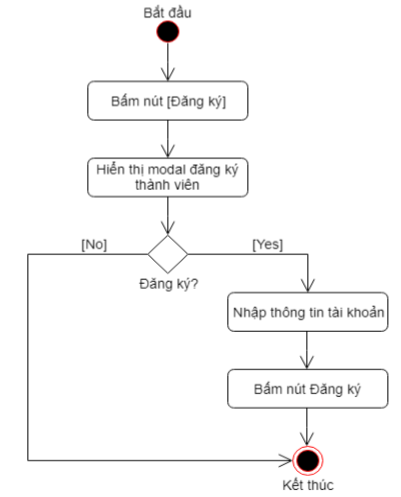 Bắt đầu
Bấm nút [Đăng ký]
Hiển thị modal đăng ký
thành viên
[No]
[Yes]
Đăng ký?
Nhập thông tin tài khoản
Bấm nút Đăng ký
Kết thúc